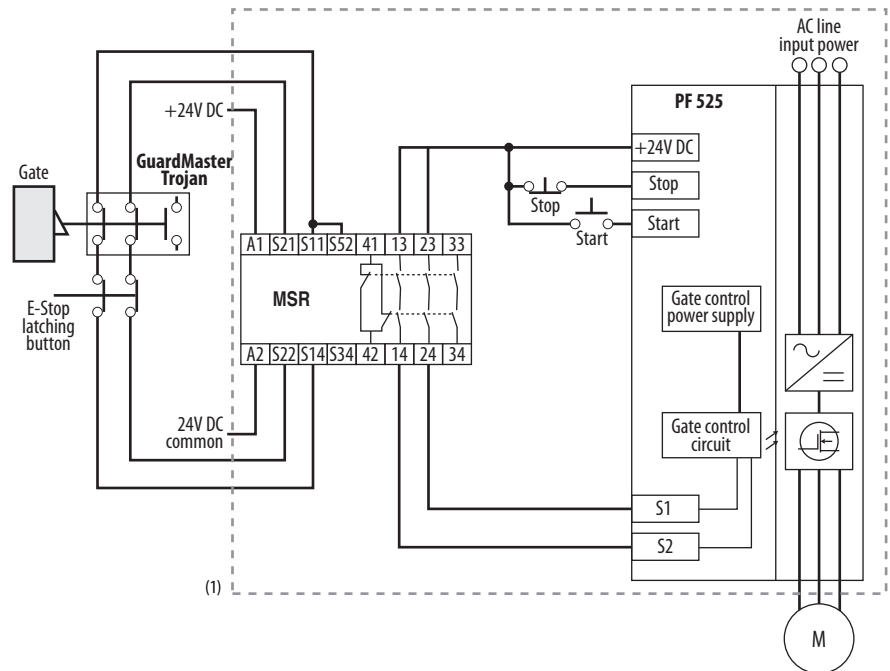 AC line
input power
PF 525
+24V DC
GuardMaster
Trojan
Gate
+24V DC
Stop
Stop
Start
Start
A1 S21 S11 S52 41 13 23 33
MSR
Gate control
power supply
E-Stop
latching
button
A2 S22 S14 S34 42 14 24 34
24V DC
common
Gate control
circuit
S1
S2
(1)
M